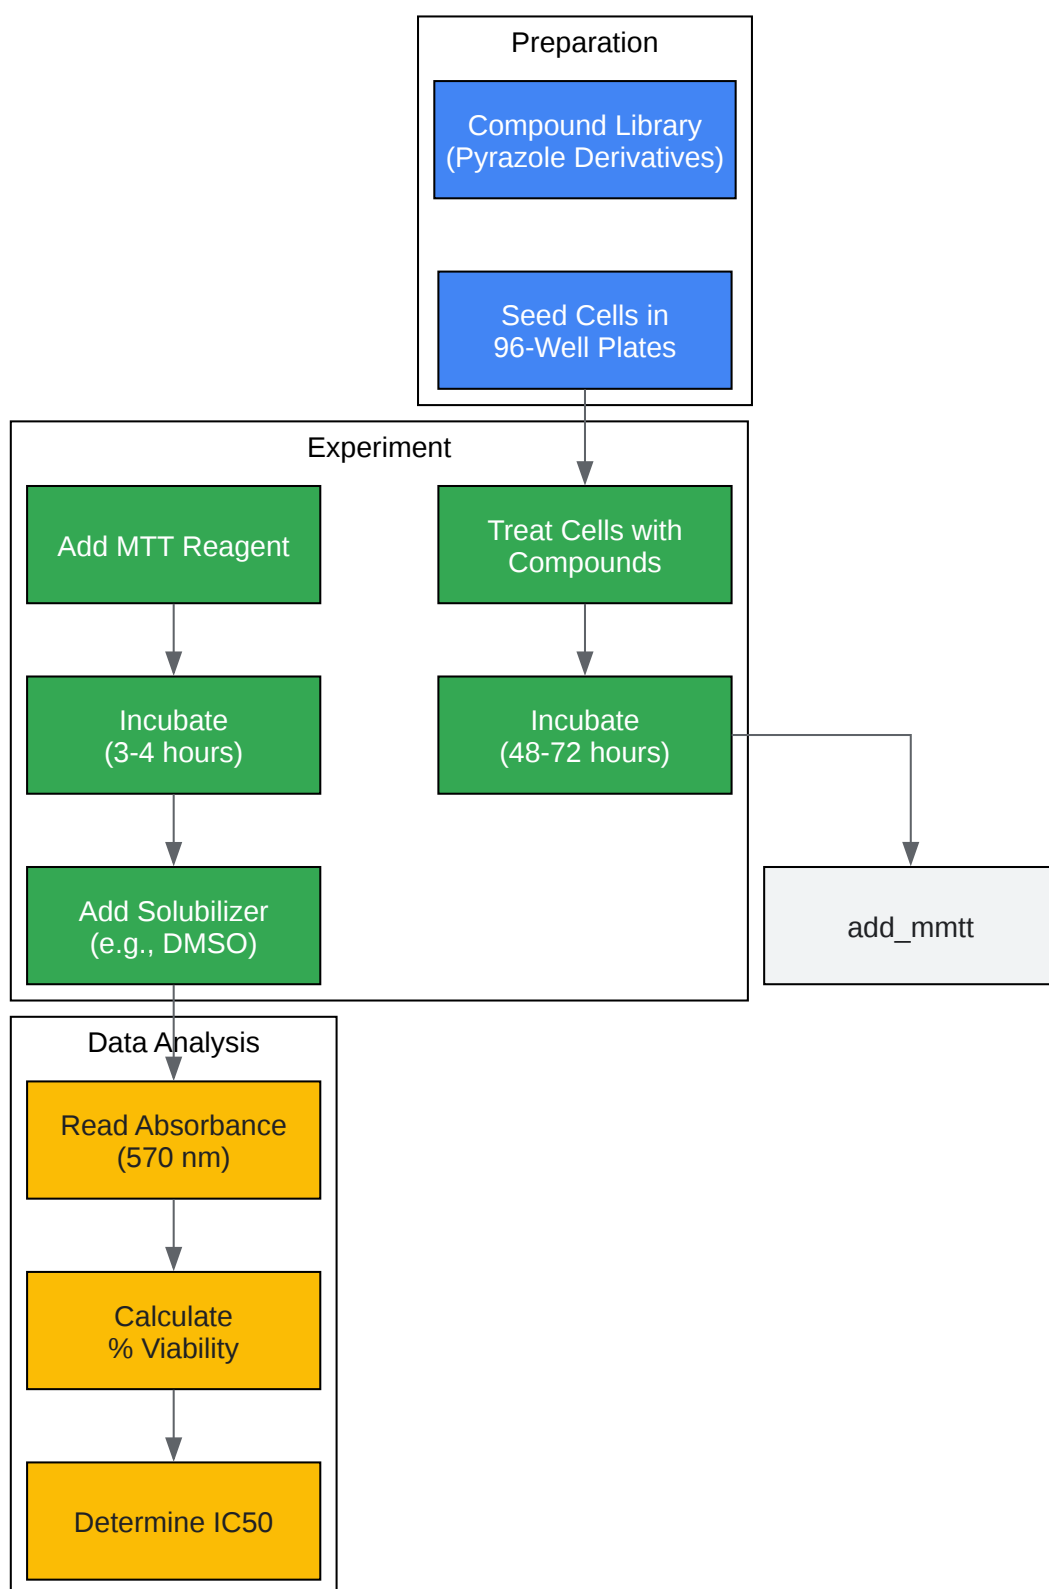 Preparation
Compound Library
(Pyrazole Derivatives)
Seed Cells in
96-Well Plates
Experiment
Add MTT Reagent
Treat Cells with
Compounds
Incubate
(3-4 hours)
Incubate
(48-72 hours)
Add Solubilizer
(e.g., DMSO)
add_mmtt
Data Analysis
Read Absorbance
(570 nm)
Calculate
% Viability
Determine IC50